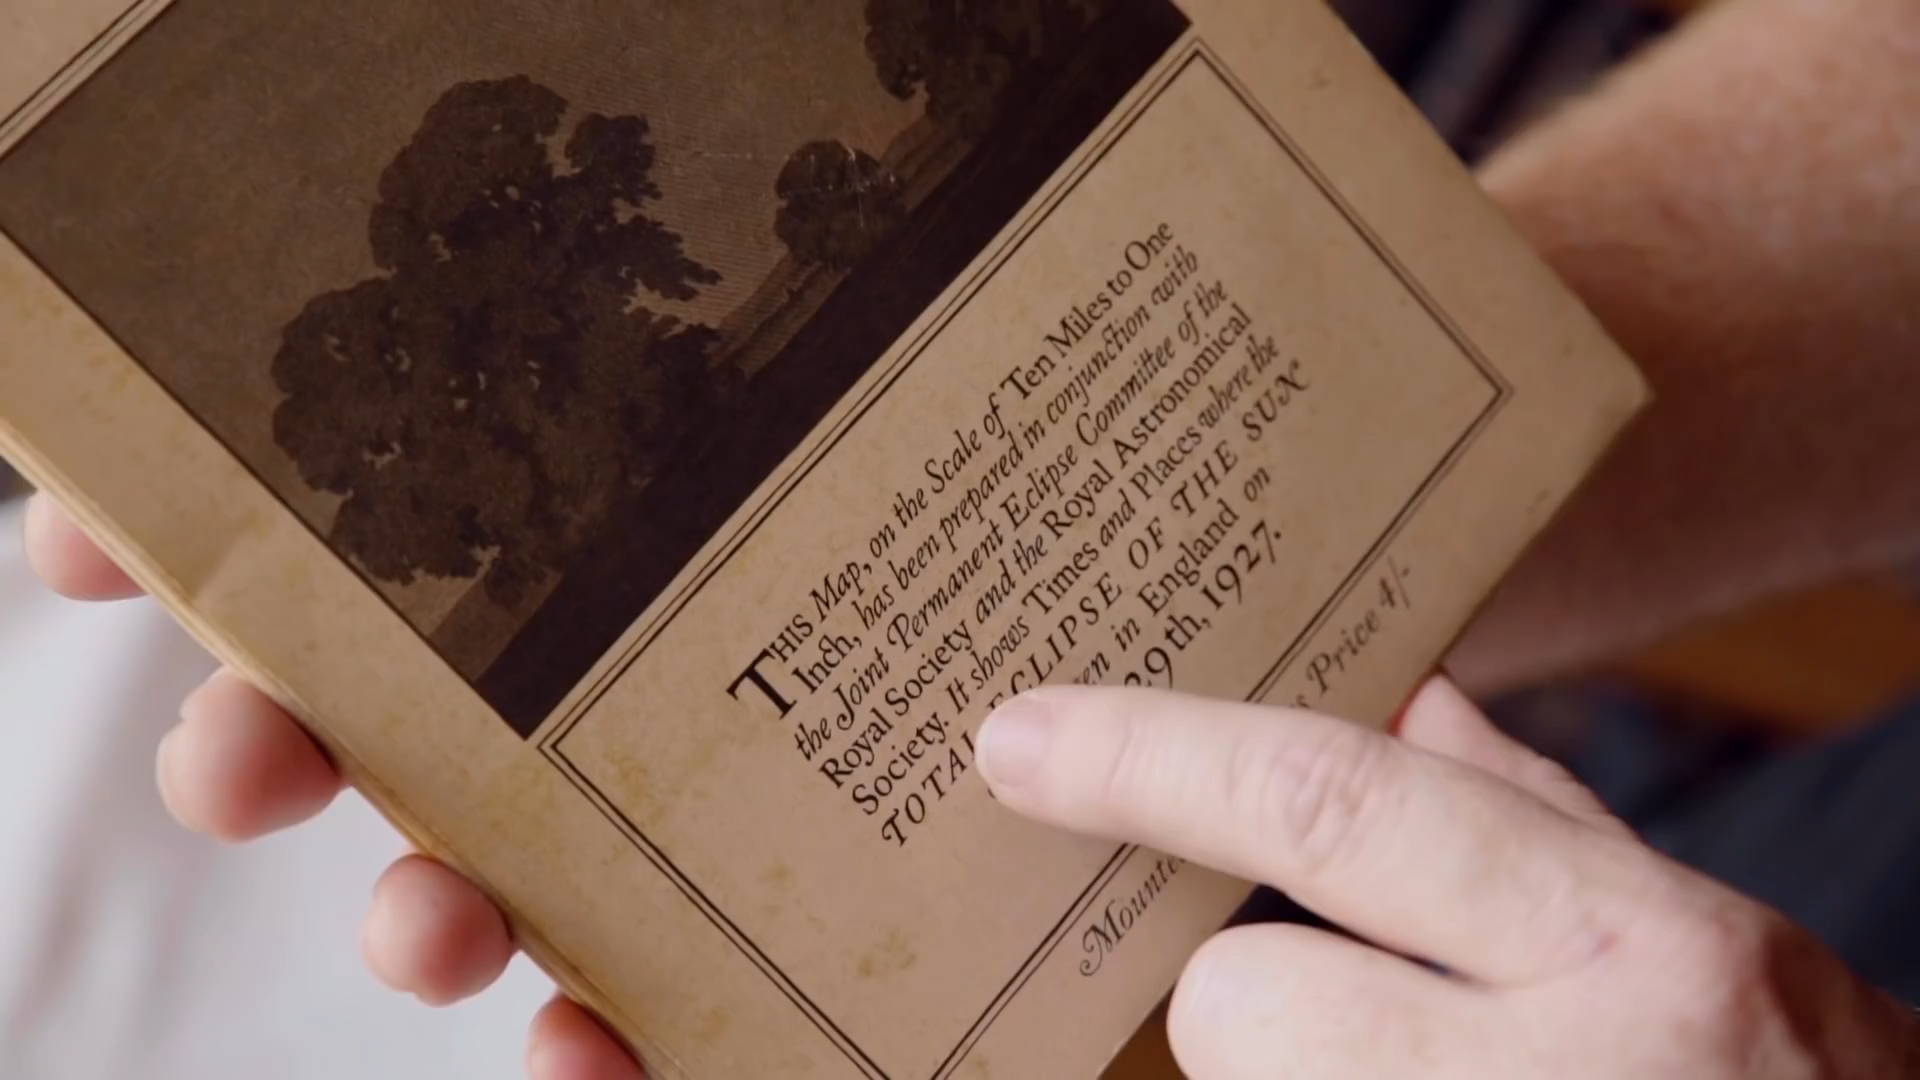 THIS Map, on the Scale of Ten Miles to One
Inch, has been prepared in conjunction with
the Joint Permanent Eclipse Committee of the
Royal Society and the Royal Astronomical
Society. It shows Times and Places where the
TOTAL ECLIPSE OF THE SUN
in England on
29th, 1927.
Price 4/-